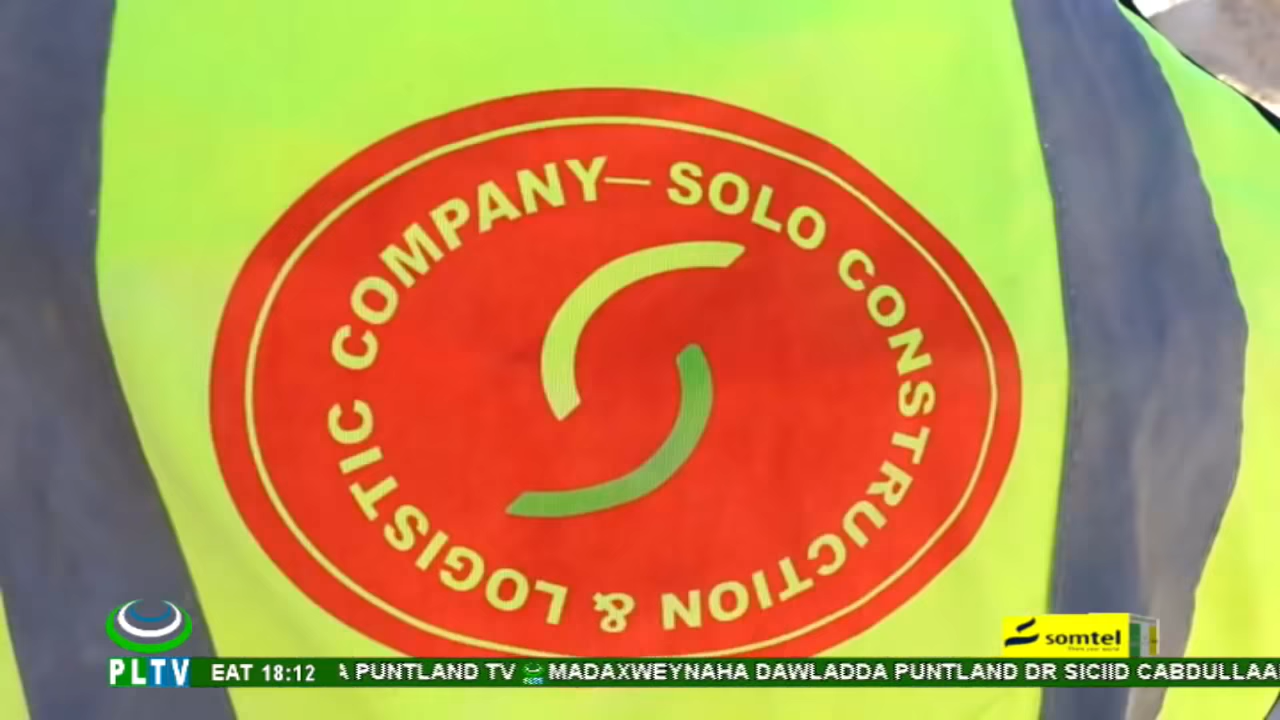 SOLO CONSTRUCTION & LOGISTIC COMPANY—
somtel
PLTV
EAT 18:12
PUNTLAND TV MADAXWEYNAHA DAWLADDA PUNTLAND DR SICIID CABDULLAA